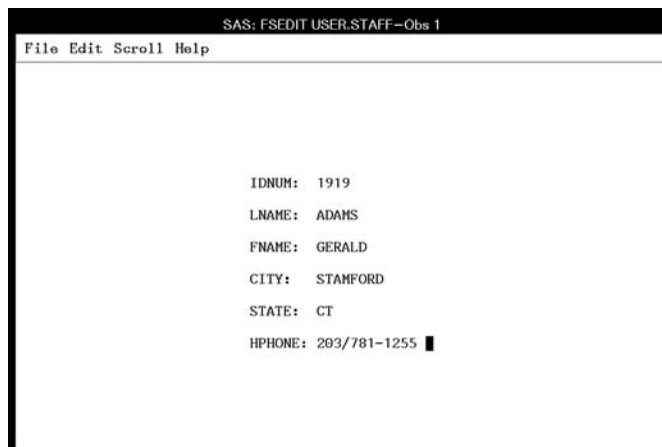 SAS: FSEDIT USER.STAFF-Obs 1
File Edit Scroll Help
IDNUM: 1919
LNAME: ADAMS
FNAME: GERALD
CITY: STAMFORD
STATE: CT
HPHONE: 203/781-1255